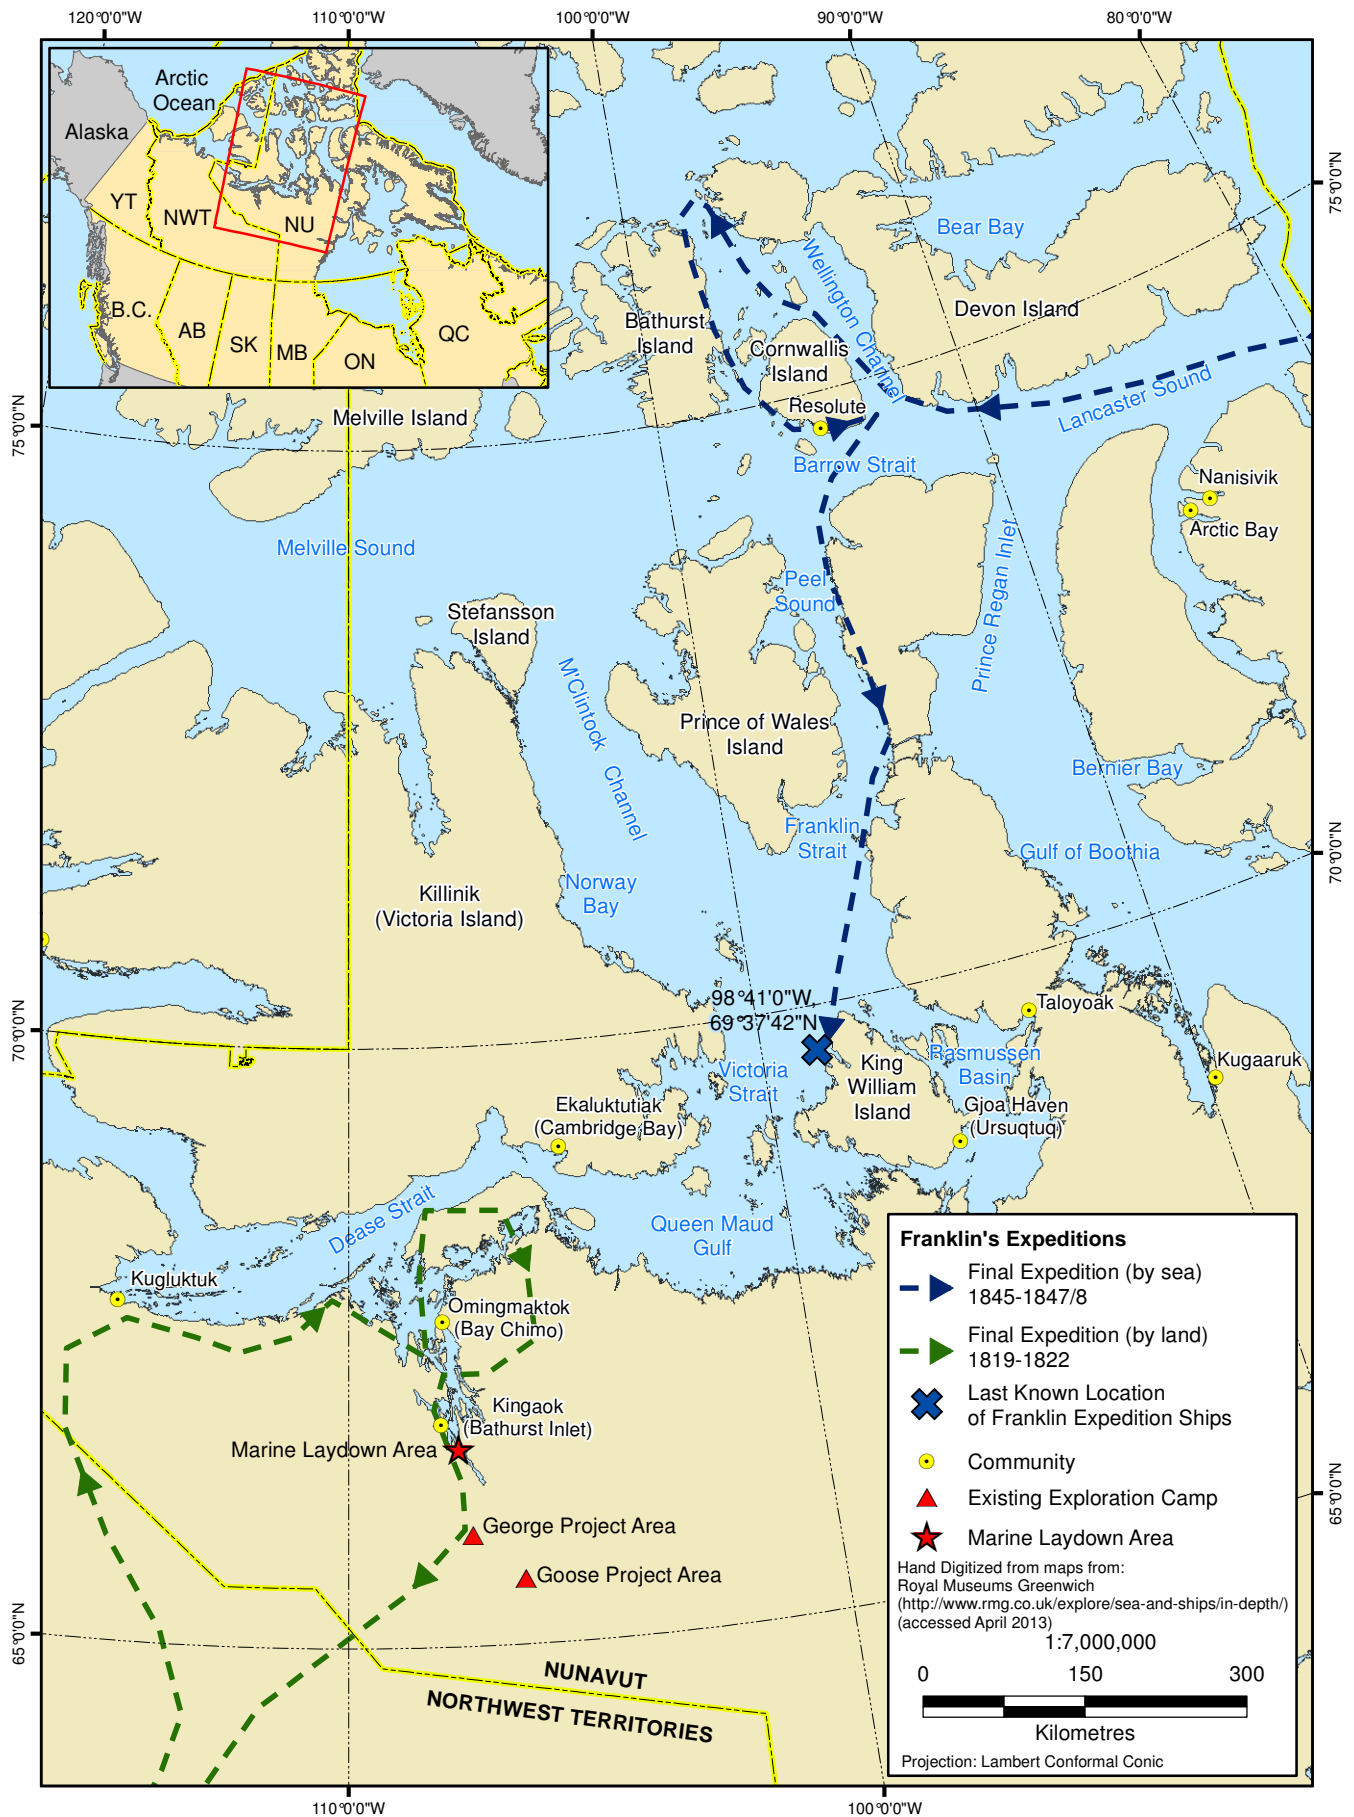 120°0'0"W
110°0'0"W
100°0'0"W
90°0'0"W
80°0'0"W
Arctic
Ocean
Alaska
YT
NWT
NU
B.C.
AB
SK
MB
ON
QC
75°0'0"N
75°0'0"N
Bear Bay
Wellington Channel
Devon Island
Bathurst
Island
Cornwallis
Island
Resolute
Lancaster Sound
Melville Island
Barrow Strait
Nanisivik
Arctic Bay
Melville Sound
Peel
Sound
Prince Regan Inlet
Stefansson
Island
M'Clintock Channel
Prince of Wales
Island
Bernier Bay
Franklin
Strait
Gulf of Boothia
70°0'0"N
Killinik
(Victoria Island)
Norway
Bay
98°41'0"W,
69°37'42"N
Taloyoak
70°0'0"N
Victoria
Strait
King
William
Island
Rasmussen
Basin
Kugaaruk
Ekaluktutiak
(Cambridge Bay)
Gjoa Haven
(Ursuqtuq)
Dease Strait
Queen Maud
Gulf
Kugluktuk
Omingmaktok
(Bay Chimo)
Kingaok
(Bathurst Inlet)
Marine Laydown Area
George Project Area
Goose Project Area
65°0'0"N
65°0'0"N
NUNAVUT
NORTHWEST TERRITORIES
Franklin's Expeditions
Final Expedition (by sea)
1845-1847/8
Final Expedition (by land)
1819-1822
Last Known Location
of Franklin Expedition Ships
Community
Existing Exploration Camp
Marine Laydown Area
Hand Digitized from maps from:
Royal Museums Greenwich
(http://www.rmg.co.uk/explore/sea-and-ships/in-depth/)
(accessed April 2013)
1:7,000,000
0 150 300
Kilometres
Projection: Lambert Conformal Conic
110°0'0"W
100°0'0"W